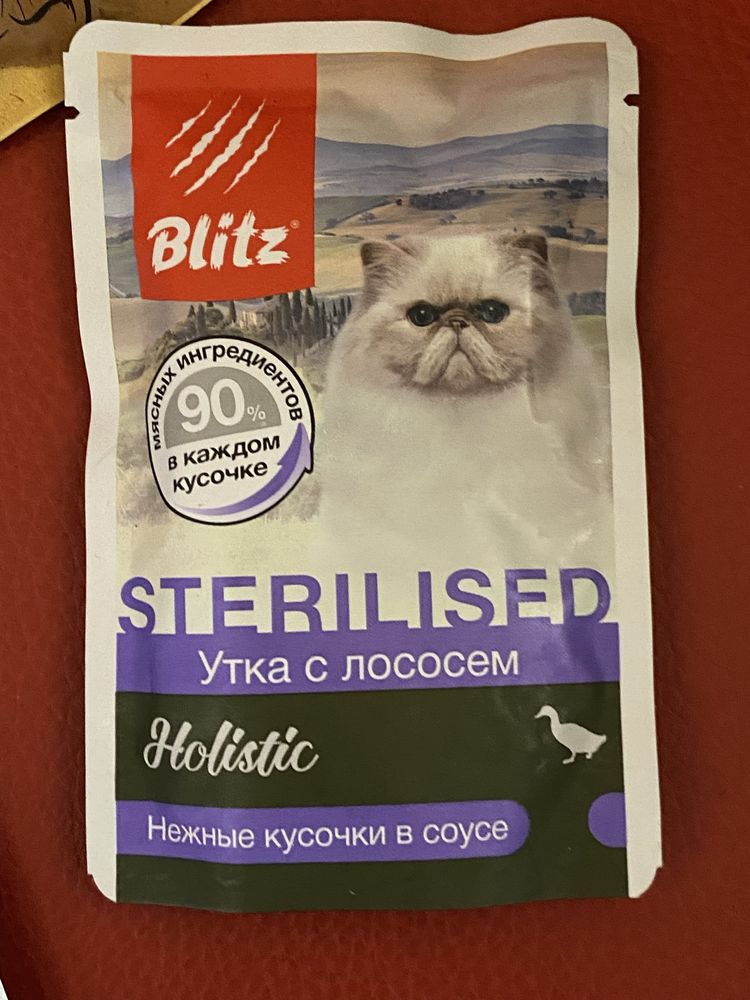 Blitz®
мясных ингредиентов
90%
в каждом
кусочке
STERILISED
Утка с лососем
Holistic
Нежные кусочки в соусе